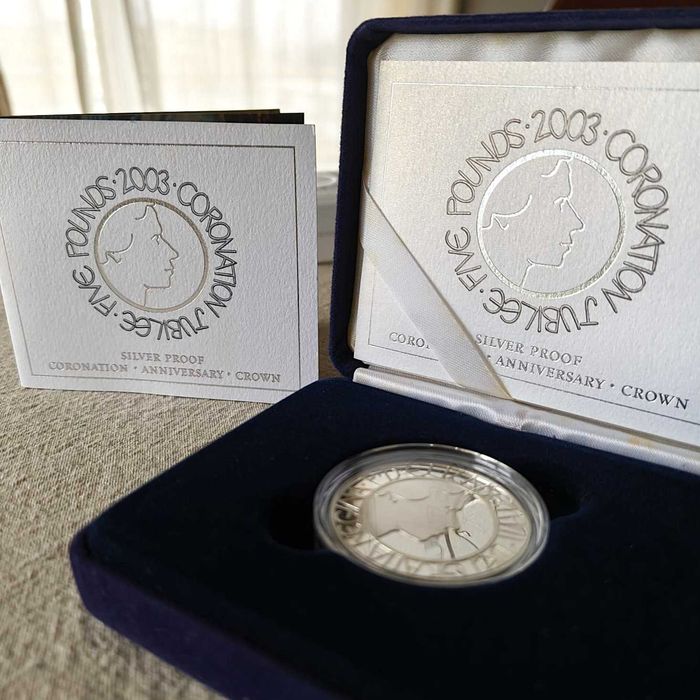 FIVE POUNDS · 2003 · CORONATION JUBILEE ·
SILVER PROOF
CORONATION · ANNIVERSARY · CROWN
FIVE POUNDS · 2003 · CORONATION JUBILEE ·
SILVER PROOF
CORO · ANNIVERSARY · CROWN